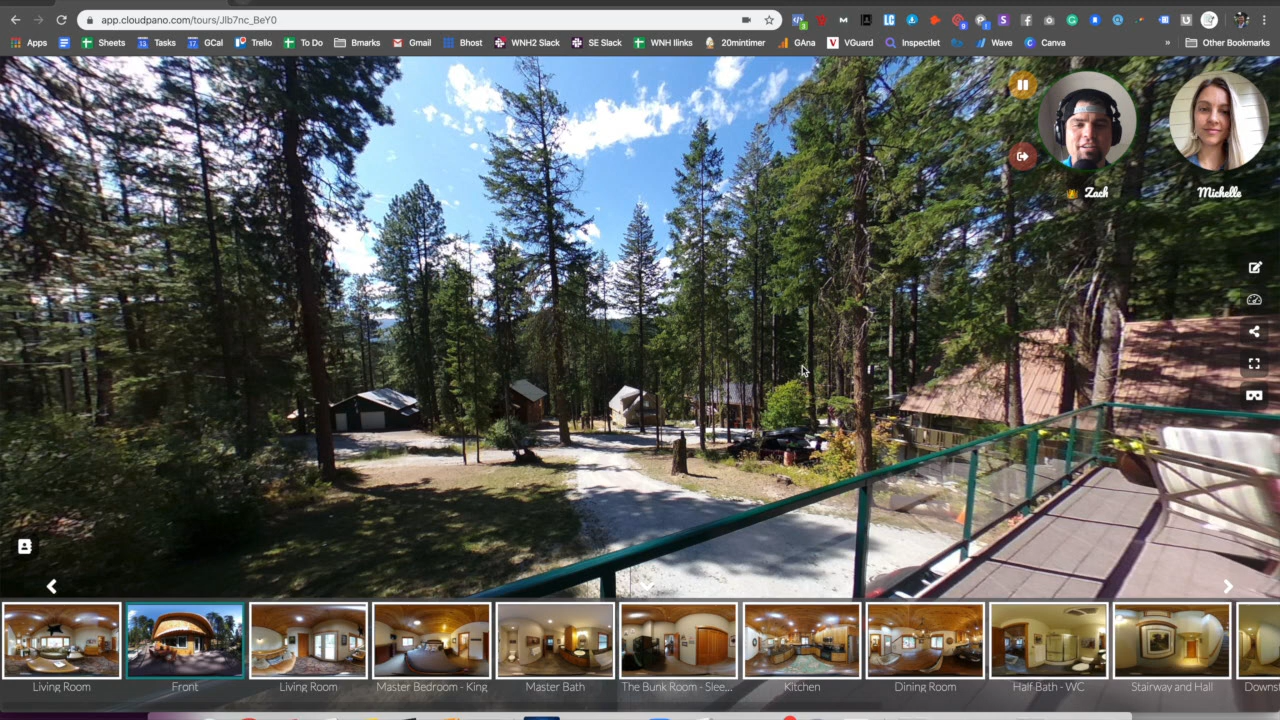 app.cloudpano.com/tours/Jlb7nc_BeY0
Apps Sheets Tasks GCal Trello To Do Bmarks Gmail Bhost WNH2 Slack SE Slack WNH Ilinks 20mintimer GAna VGuard Inspectlet Wave Canva » Other Bookmarks
Zach Michelle
Living Room Front Living Room Master Bedroom - King Master Bath The Bunk Room - Slee... Kitchen Dining Room Half Bath - WC Stairway and Hall Downs